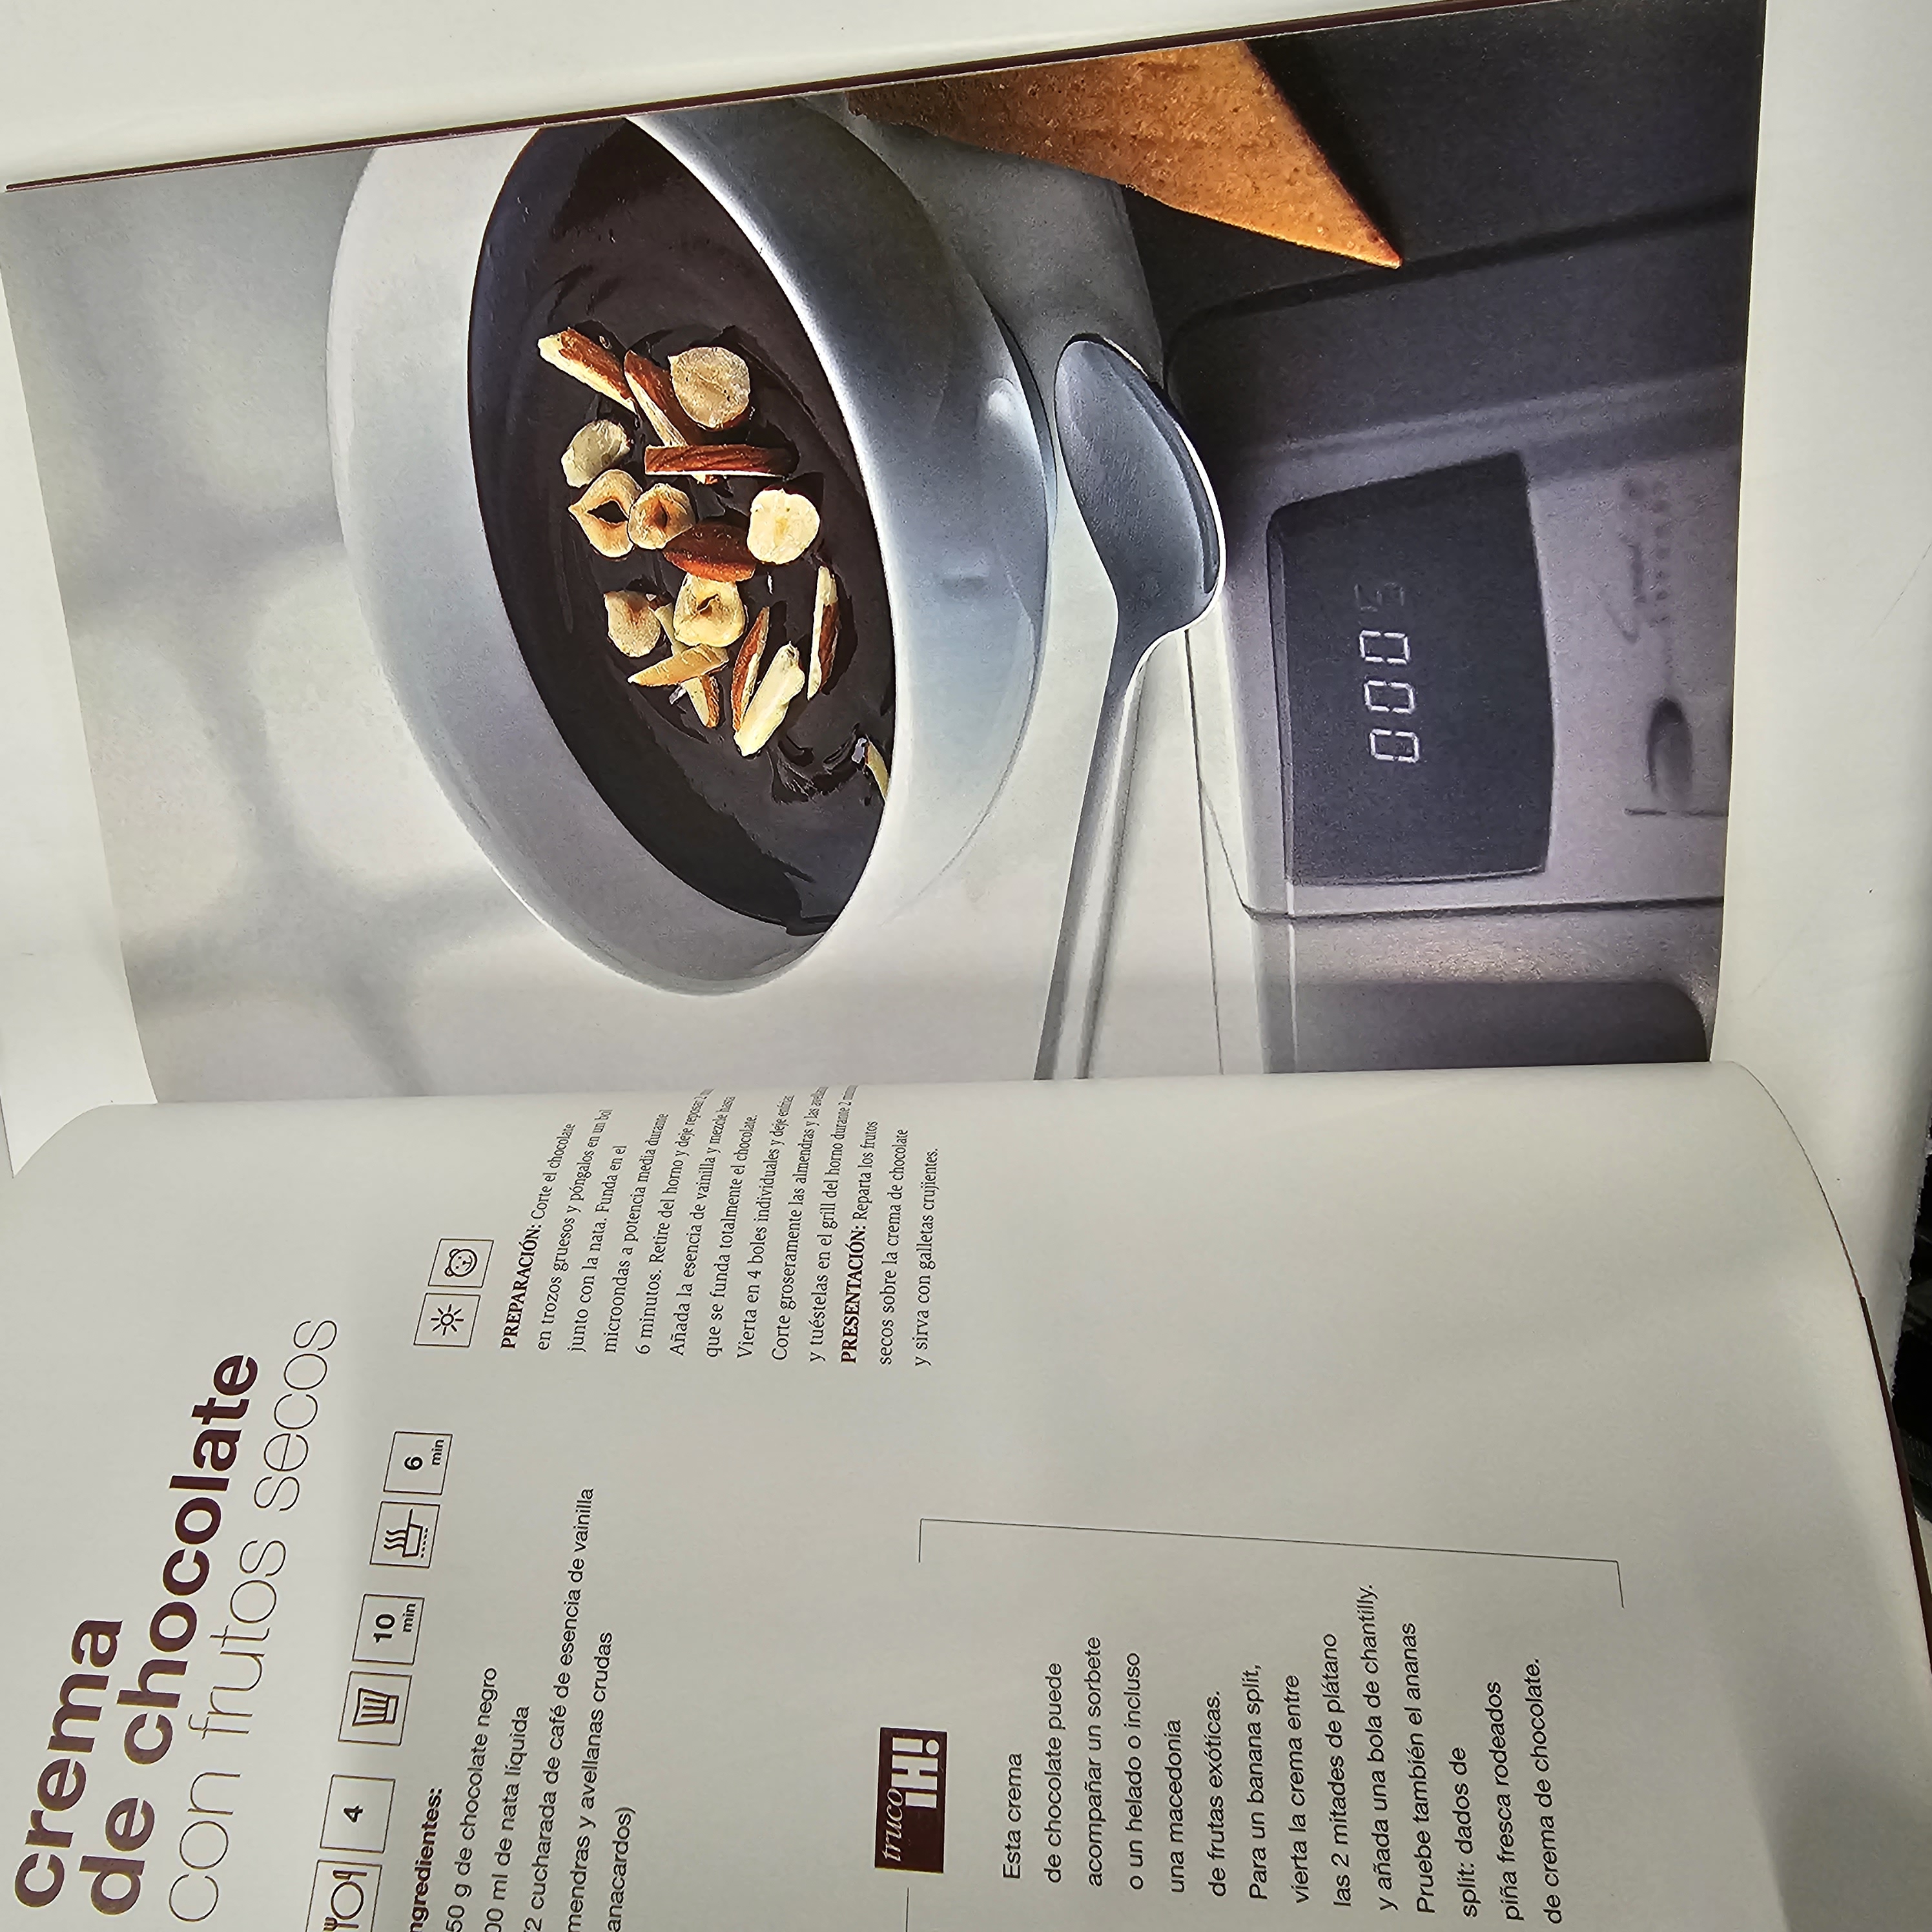 crema
de chocolate
con frutos secos
4
10
min
6
min
ngredientes:
50 g de chocolate negro
00 ml de nata líquida
2 cucharada de café de esencia de vainilla
mendras y avellanas crudas
anacardos)
PREPARACIÓN: Corte el chocolate
en trozos gruesos y póngalos en un bol
junto con la nata. Funda en el
microondas a potencia media durante
6 minutos. Retire del horno y deje reposar 2
Añada la esencia de vainilla y mezcle hasta
que se funda totalmente el chocolate.
Vierta en 4 boles individuales y deje enfriar.
Corte groseramente las almendras y las
y tuéstelas en el grill del horno durante 2
PRESENTACIÓN: Reparta los frutos
secos sobre la crema de chocolate
y sirva con galletas crujientes.
truco
¡H!
Esta crema
de chocolate puede
acompañar un sorbete
o un helado o incluso
una macedonia
de frutas exóticas.
Para un banana split,
vierta la crema entre
las 2 mitades de plátano
y añada una bola de chantilly.
Pruebe también el ananas
split: dados de
piña fresca rodeados
de crema de chocolate.
0005